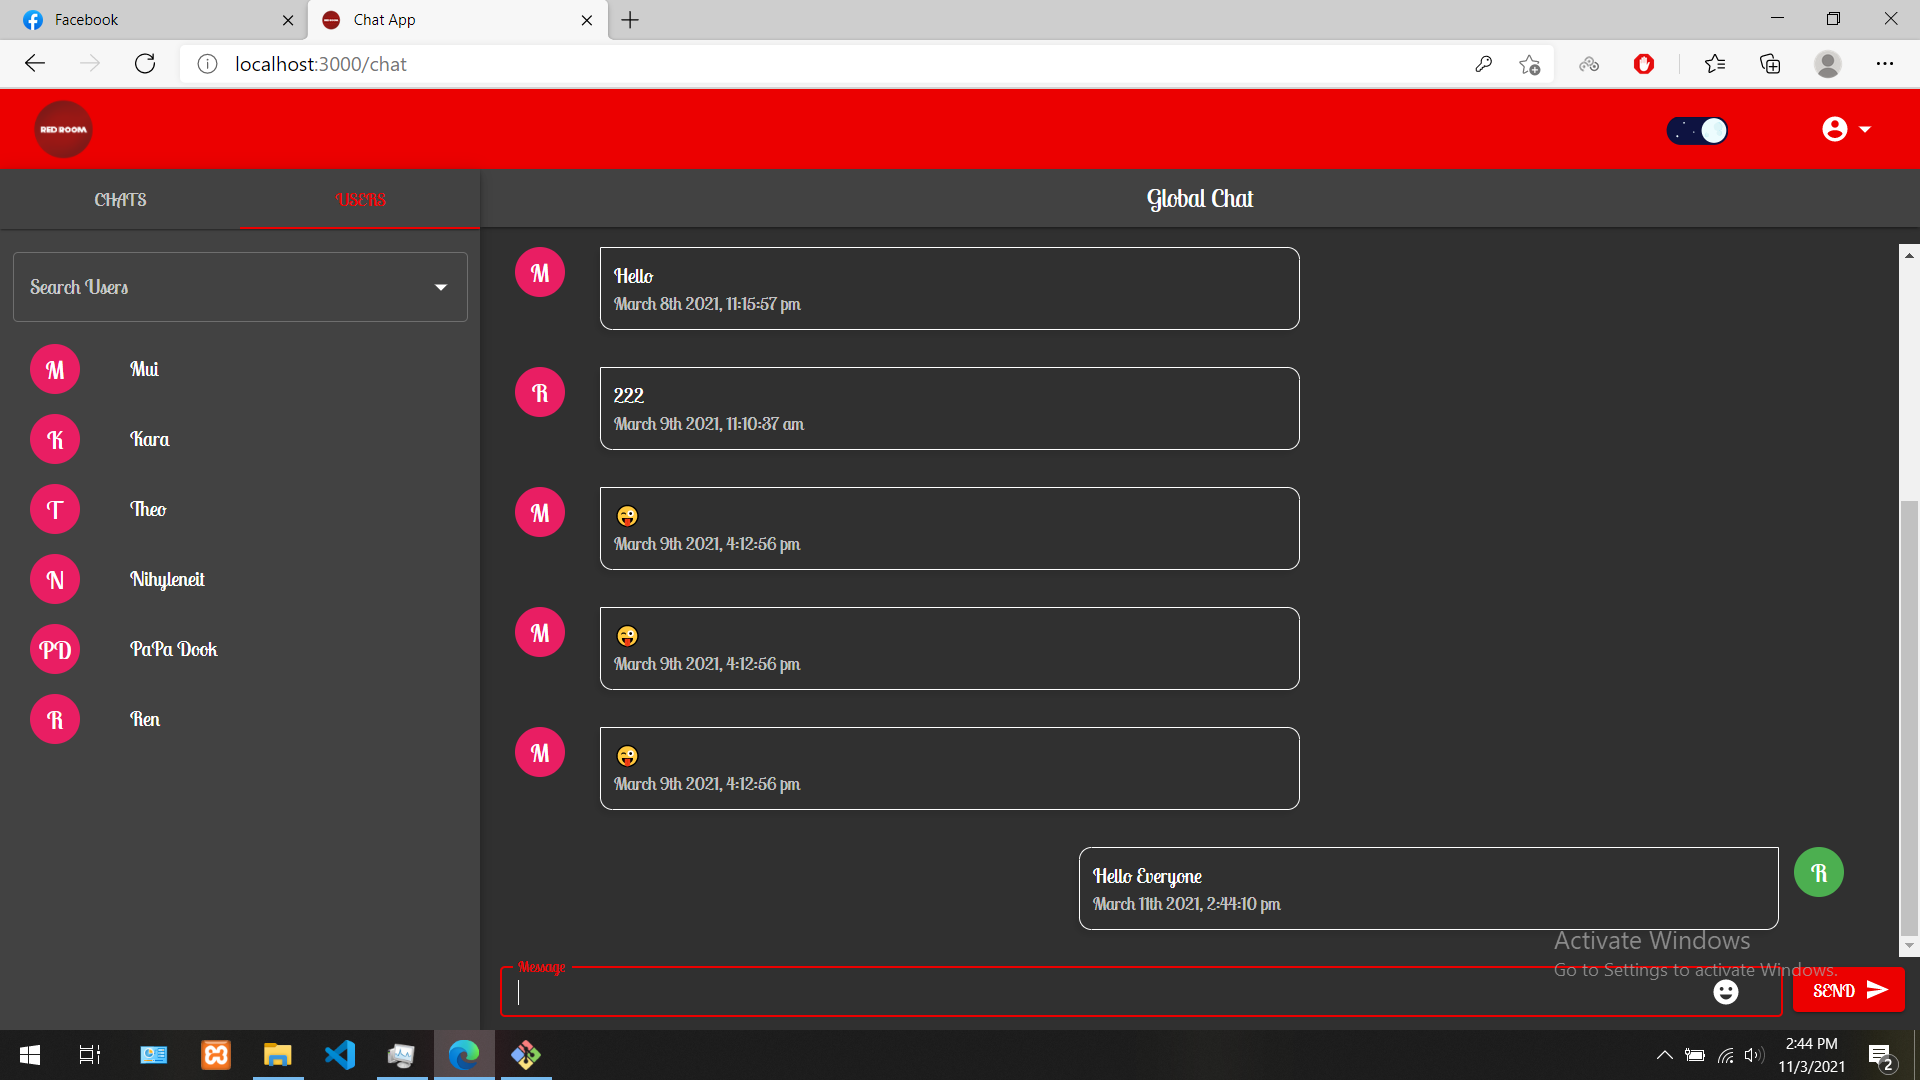 Facebook
Chat App
localhost:3000/chat
RED ROOM
CHATS
USERS
Global Chat
Search Users
M Mui
K Kara
T Theo
N Nihyleneit
PD PaPa Dook
R Ren
M
Hello
March 8th 2021, 11:15:57 pm
R
222
March 9th 2021, 11:10:37 am
M
😜
March 9th 2021, 4:12:56 pm
M
😜
March 9th 2021, 4:12:56 pm
M
😜
March 9th 2021, 4:12:56 pm
Hello Everyone
March 11th 2021, 2:44:10 pm
R
Activate Windows
Go to Settings to activate Windows.
Message
SEND
2:44 PM
11/3/2021
2